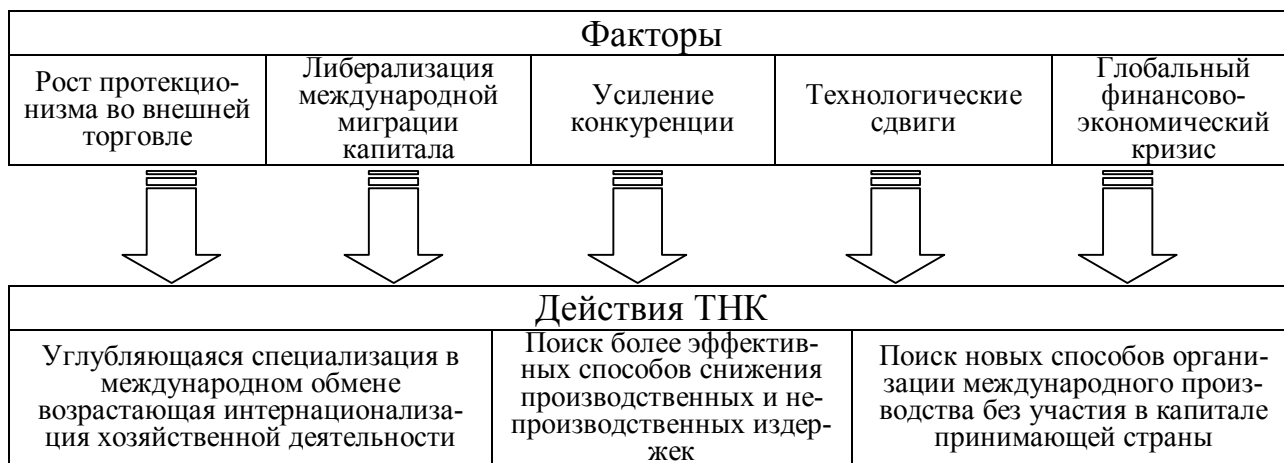 Факторы
Рост протекцио-
низма во внешней
торговле
Либерализация
международной
миграции
капитала
Усиление
конкуренции
Технологические
сдвиги
Глобальный
финансово-
экономический
кризис
Действия ТНК
Углубляющаяся специализация в
международном обмене
возрастающая интернационализа-
ция хозяйственной деятельности
Поиск более эффектив-
ных способов снижения
производственных и не-
производственных издер-
жек
Поиск новых способов органи-
зации международного произ-
водства без участия в капитале
принимающей страны